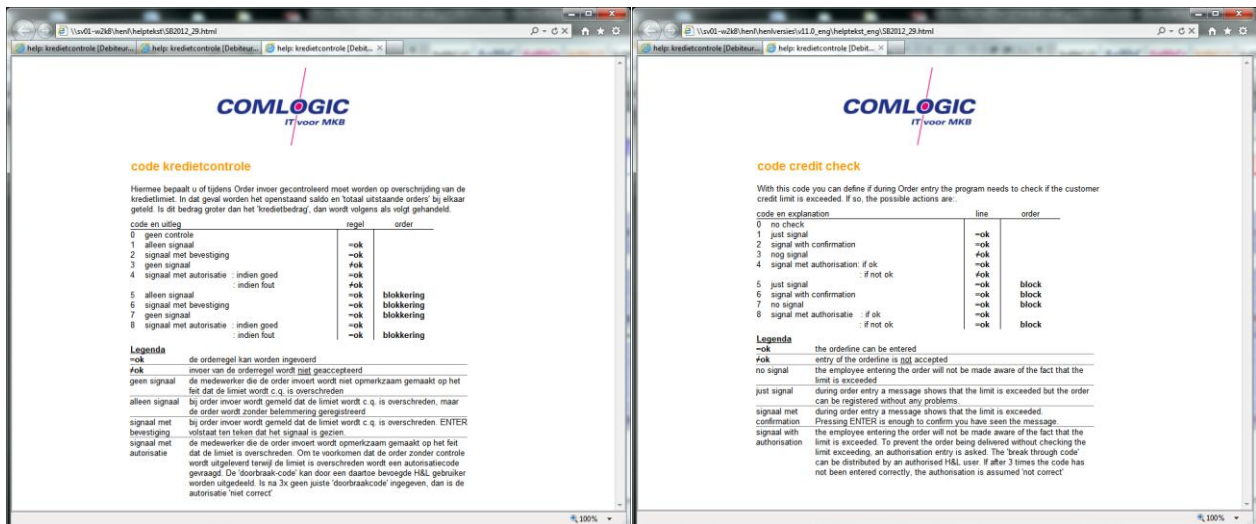 \\sv01-w2k8\henl\helptekst\SB2012_29.html
help: kredietcontrole [Debiteur... help: kredietcontrole [Debiteur... help: kredietcontrole [Debit...
COMLOGIC
IT voor MKB
code kredietcontrole
Hiermee bepaalt u of tijdens Order invoer gecontroleerd moet worden op overschrijding van de
kredietlimiet. In dat geval worden het openstaand saldo en 'totaal uitstaande orders' bij elkaar
geteld. Is dit bedrag groter dan het 'kredietbedrag', dan wordt volgens als volgt gehandeld.
code en uitleg regel order
0 geen controle
1 alleen signaal =ok
2 signaal met bevestiging =ok
3 geen signaal ≠ok
4 signaal met autorisatie : indien goed =ok
: indien fout ≠ok
5 alleen signaal =ok blokkering
6 signaal met bevestiging =ok blokkering
7 geen signaal =ok blokkering
8 signaal met autorisatie : indien goed =ok
: indien fout =ok blokkering
Legenda
=ok de orderregel kan worden ingevoerd
≠ok invoer van de orderregel wordt niet geaccepteerd
geen signaal de medewerker die de order invoert wordt niet opmerkzaam gemaakt op het
feit dat de limiet wordt c.q. is overschreden
alleen signaal bij order invoer wordt gemeld dat de limiet wordt c.q. is overschreden, maar
de order wordt zonder belemmering geregistreerd
signaal met bij order invoer wordt gemeld dat de limiet wordt c.q. is overschreden. ENTER
bevestiging volstaat ten teken dat het signaal is gezien.
signaal met de medewerker die de order invoert wordt opmerkzaam gemaakt op het feit
autorisatie dat de limiet is overschreden. Om te voorkomen dat de order zonder controle
wordt uitgeleverd terwijl de limiet is overschreden wordt een autorisatiecode
gevraagd. De 'doorbraak-code' kan door een daartoe bevoegde H&L gebruiker
worden uitgedeeld. Is na 3x geen juiste 'doorbraakcode' ingegeven, dan is de
autorisatie 'niet correct'
100%
\\sv01-w2k8\henl\henlversies\v11.0_eng\helptekst_eng\SB2012_29.html
help: kredietcontrole [Debiteur... help: kredietcontrole [Debit...
COMLOGIC
IT voor MKB
code credit check
With this code you can define if during Order entry the program needs to check if the customer
credit limit is exceeded. If so, the possible actions are:.
code en explanation line order
0 no check
1 just signal =ok
2 signal with confirmation =ok
3 nog signal ≠ok
4 signal met authorisation: if ok =ok
: if not ok ≠ok
5 just signal =ok block
6 signal with confirmation =ok block
7 no signal =ok block
8 signal met authorisatie : if ok =ok
: if not ok =ok block
Legenda
=ok the orderline can be entered
≠ok entry of the orderline is not accepted
no signal the employee entering the order will not be made aware of the fact that the
limit is exceeded
just signal during order entry a message shows that the limit is exceeded but the order
can be registered without any problems.
signaal met during order entry a message shows that the limit is exceeded.
confirmation Pressing ENTER is enough to confirm you have seen the message.
signaal with the employee entering the order will not be made aware of the fact that the
authorisation limit is exceeded. To prevent the order being delivered without checking the
limit exceeding, an authorisation entry is asked. The 'break through code'
can be distributed by an authorised H&L user. If after 3 times the code has
not been entered correctly, the authorisation is assumed 'not correct'
100%